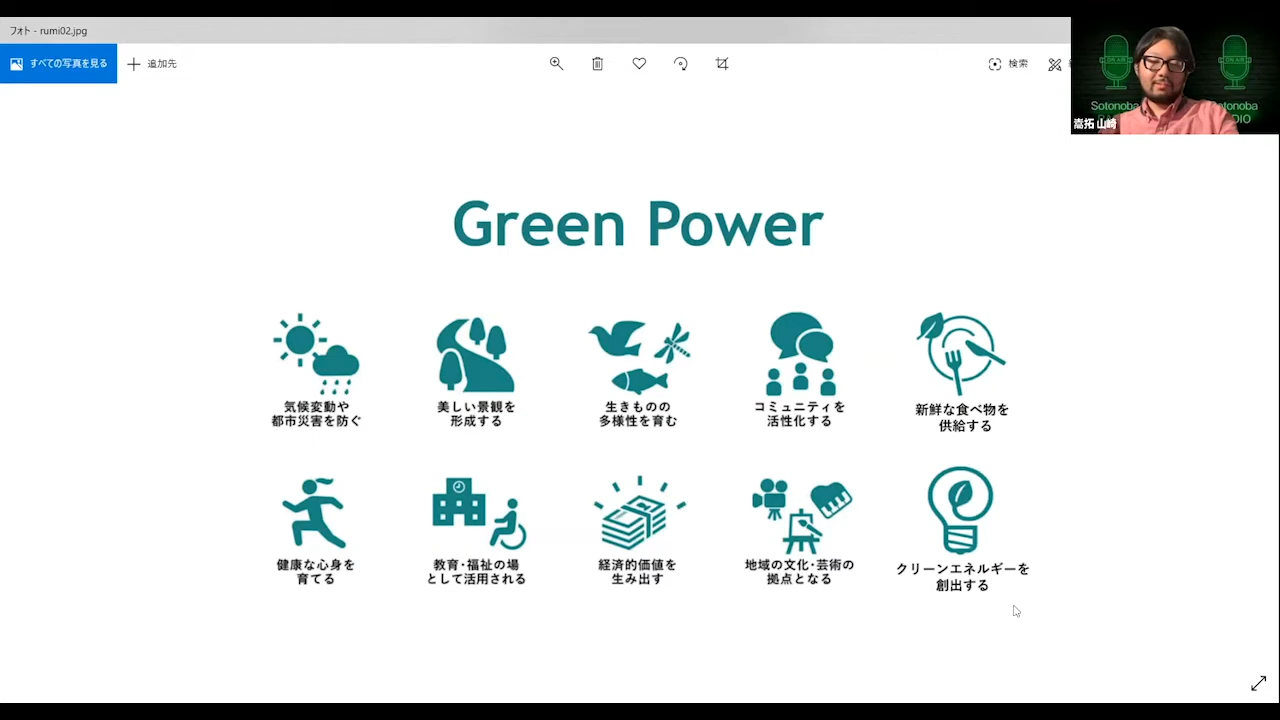 フォト - rumi02.jpg
すべての写真を見る
追加先
検索
ON AIR
ON AIR
Sotonoba
DIO
嵩拓 山崎
Green Power
気候変動や
都市災害を防ぐ
美しい景観を
形成する
生きものの
多様性を育む
コミュニティを
活性化する
新鮮な食べ物を
供給する
健康な心身を
育てる
教育・福祉の場
として活用される
経済的価値を
生み出す
地域の文化・芸術の
拠点となる
クリーンエネルギーを
創出する